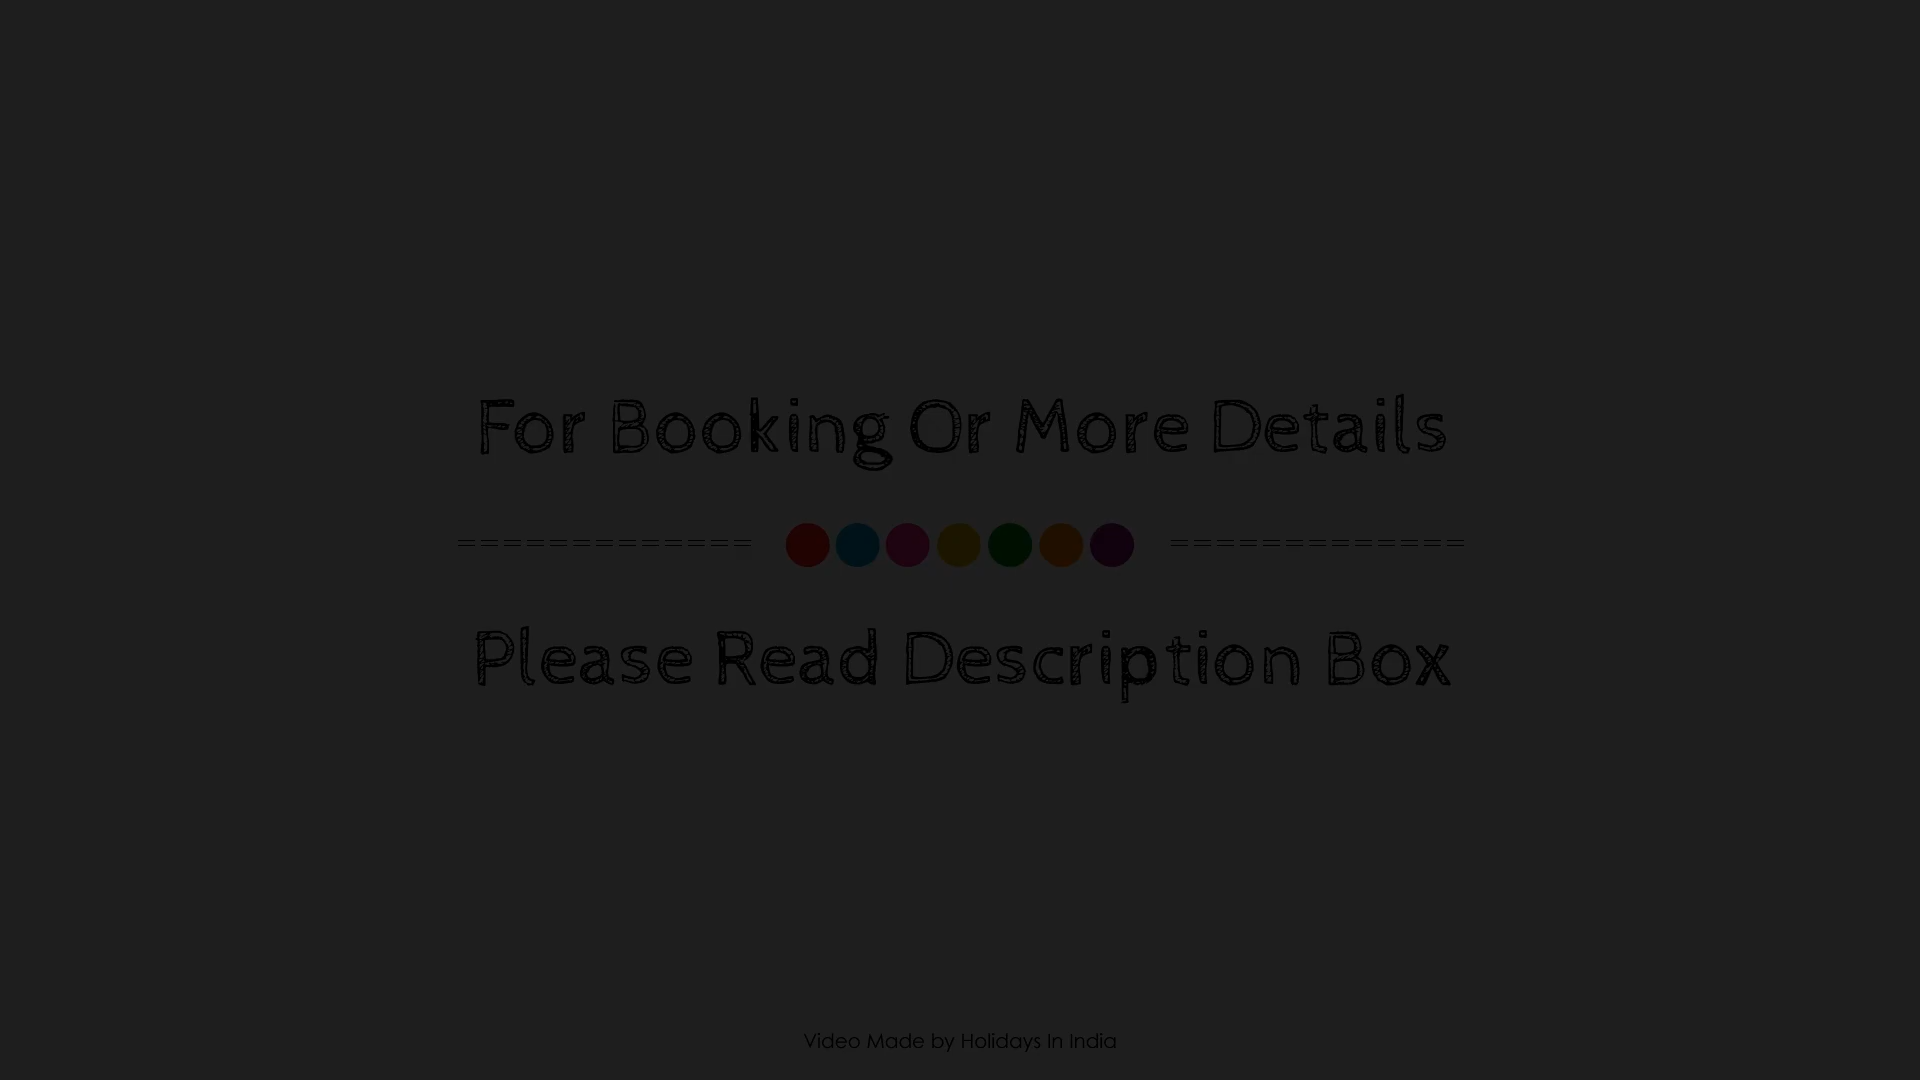 For Booking Or More Details
============= =============
Please Read Description Box
Video Made by Holidays In India